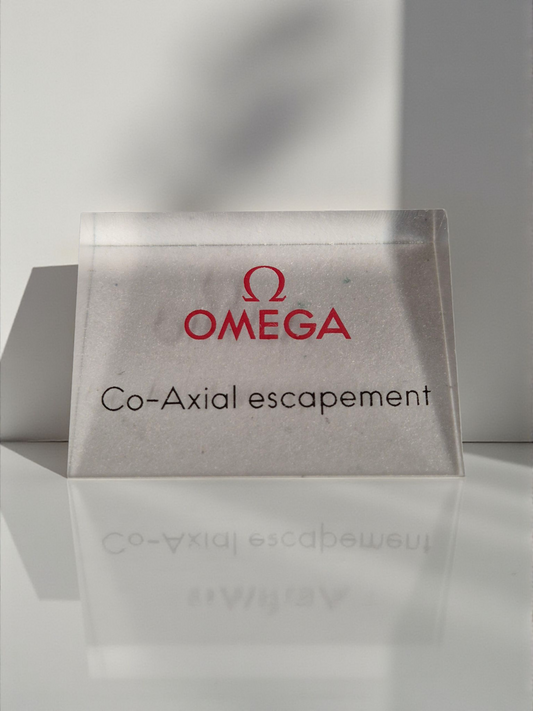 Ω
OMEGA
Co-Axial escapement